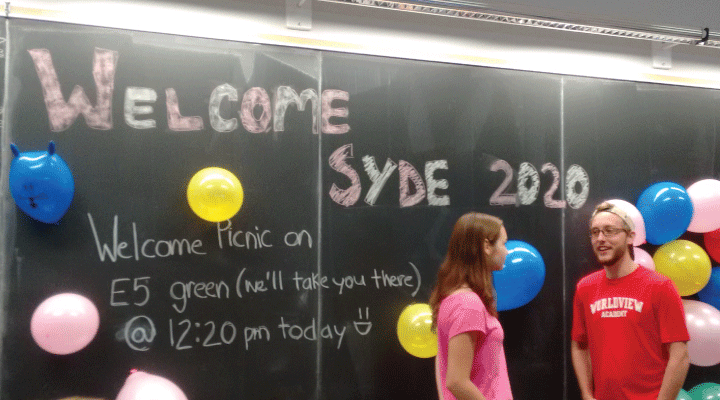 WELCOME
SYDE 2020
Welcome Picnic on
E5 green (we'll take you there)
@ 12:20 pm today
WORLDVIEW
ACADEMY